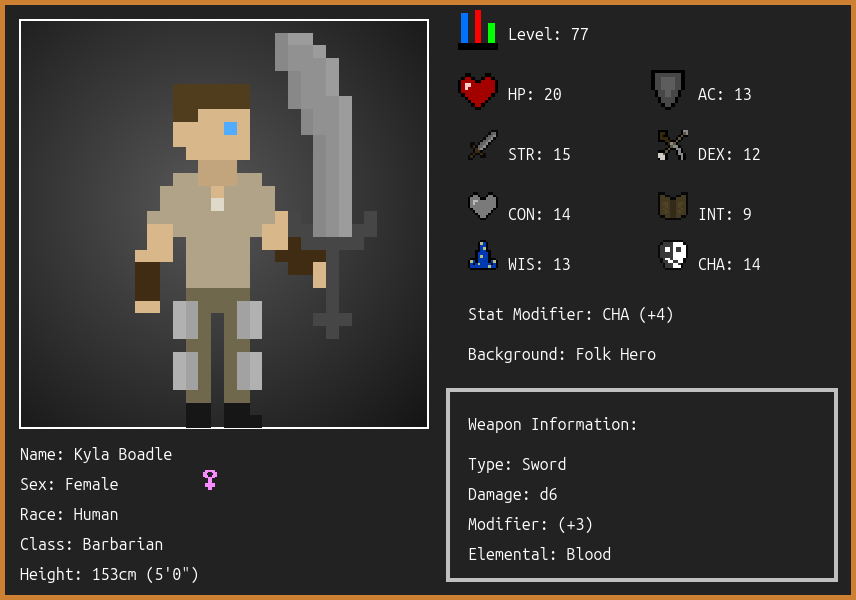 Level: 77
HP: 20
AC: 13
STR: 15
DEX: 12
CON: 14
INT: 9
WIS: 13
CHA: 14
Stat Modifier: CHA (+4)
Background: Folk Hero
Weapon Information:
Type: Sword
Damage: d6
Modifier: (+3)
Elemental: Blood
Name: Kyla Boadle
Sex: Female
Race: Human
Class: Barbarian
Height: 153cm (5'0")